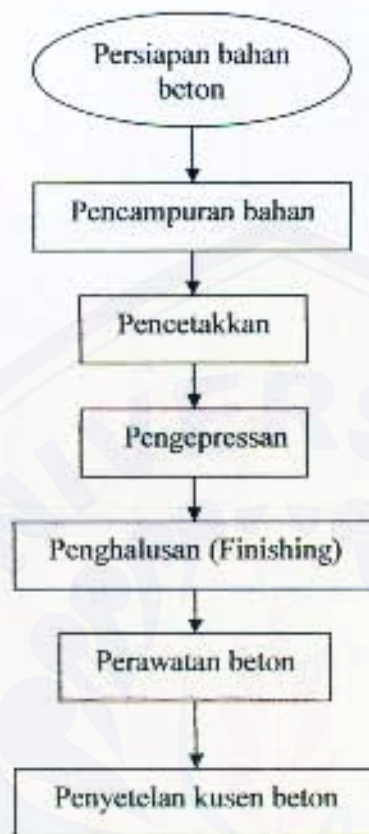 Persiapan bahan
beton
Pencampuran bahan
Pencetakkan
Pengepressan
Penghalusan (Finishing)
Perawatan beton
Penyetelan kusen beton